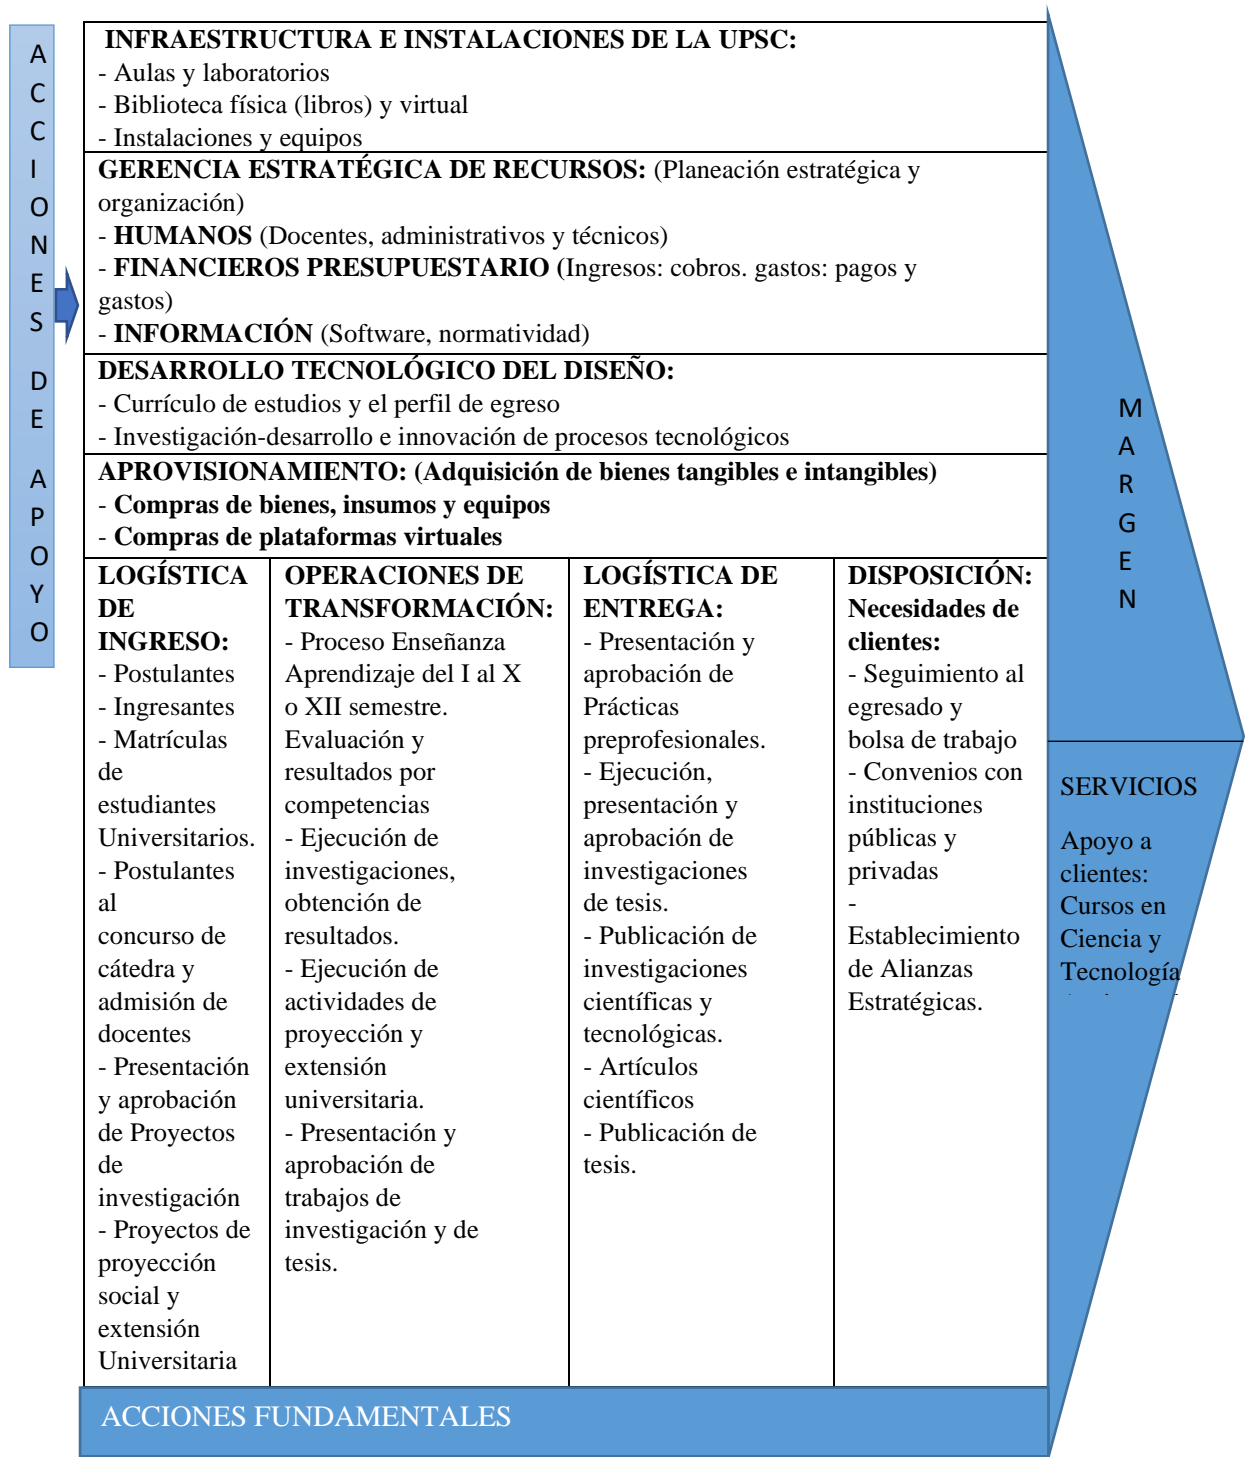 ACCIONES DE APOYO
INFRAESTRUCTURA E INSTALACIONES DE LA UPSC:
- Aulas y laboratorios
- Biblioteca física (libros) y virtual
- Instalaciones y equipos
GERENCIA ESTRATÉGICA DE RECURSOS: (Planeación estratégica y
organización)
- HUMANOS (Docentes, administrativos y técnicos)
- FINANCIEROS PRESUPUESTARIO (Ingresos: cobros. gastos: pagos y
gastos)
- INFORMACIÓN (Software, normatividad)
DESARROLLO TECNOLÓGICO DEL DISEÑO:
- Currículo de estudios y el perfil de egreso
- Investigación-desarrollo e innovación de procesos tecnológicos
APROVISIONAMIENTO: (Adquisición de bienes tangibles e intangibles)
- Compras de bienes, insumos y equipos
- Compras de plataformas virtuales
LOGÍSTICA
DE
INGRESO:
- Postulantes
- Ingresantes
- Matrículas
de
estudiantes
Universitarios.
- Postulantes
al
concurso de
cátedra y
admisión de
docentes
- Presentación
y aprobación
de Proyectos
de
investigación
- Proyectos de
proyección
social y
extensión
Universitaria
OPERACIONES DE
TRANSFORMACIÓN:
- Proceso Enseñanza
Aprendizaje del I al X
o XII semestre.
Evaluación y
resultados por
competencias
- Ejecución de
investigaciones,
obtención de
resultados.
- Ejecución de
actividades de
proyección y
extensión
universitaria.
- Presentación y
aprobación de
trabajos de
investigación y de
tesis.
LOGÍSTICA DE
ENTREGA:
- Presentación y
aprobación de
Prácticas
preprofesionales.
- Ejecución,
presentación y
aprobación de
investigaciones
de tesis.
- Publicación de
investigaciones
científicas y
tecnológicas.
- Artículos
científicos
- Publicación de
tesis.
DISPOSICIÓN:
Necesidades de
clientes:
- Seguimiento al
egresado y
bolsa de trabajo
- Convenios con
instituciones
públicas y
privadas
-
Establecimiento
de Alianzas
Estratégicas.
MARGEN
SERVICIOS
Apoyo a
clientes:
Cursos en
Ciencia y
Tecnología
ACCIONES FUNDAMENTALES